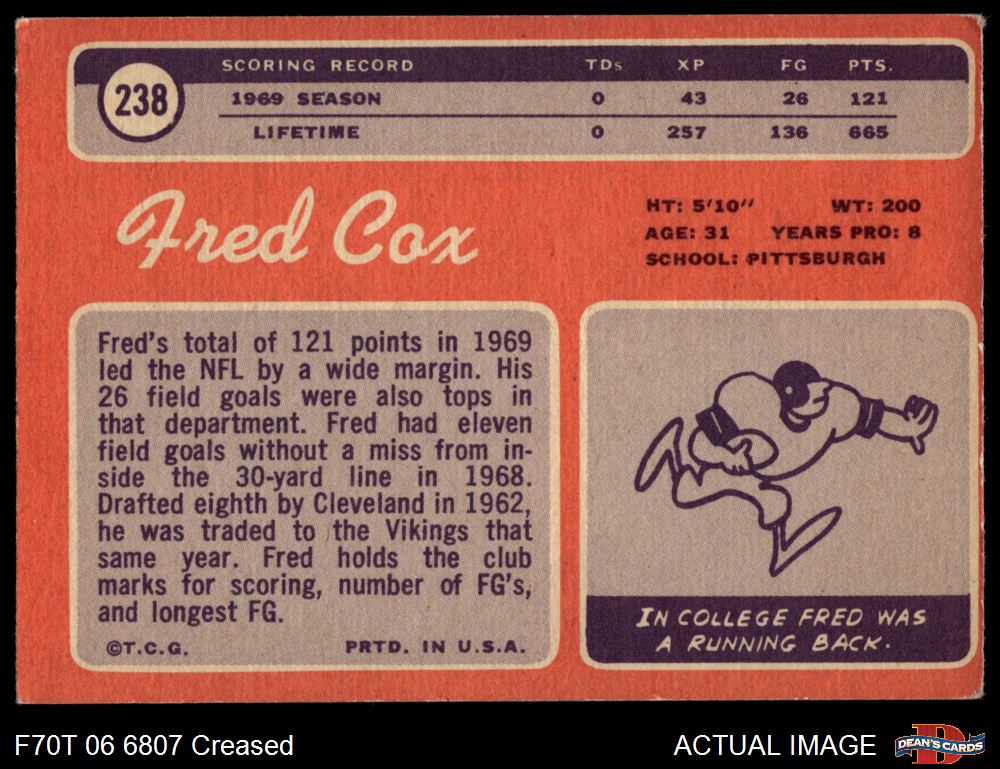 SCORING RECORD TDs XP FG PTS.
238
1969 SEASON 0 43 26 121
LIFETIME 0 257 136 665
Fred Cox
HT: 5'10" WT: 200
AGE: 31 YEARS PRO: 8
SCHOOL: PITTSBURGH
Fred's total of 121 points in 1969
led the NFL by a wide margin. His
26 field goals were also tops in
that department. Fred had eleven
field goals without a miss from in-
side the 30-yard line in 1968.
Drafted eighth by Cleveland in 1962,
he was traded to the Vikings that
same year. Fred holds the club
marks for scoring, number of FG's,
and longest FG.
©T.C.G. PRTD. IN U.S.A.
IN COLLEGE FRED WAS
A RUNNING BACK.
F70T 06 6807 Creased
ACTUAL IMAGE
DEAN'S CARDS